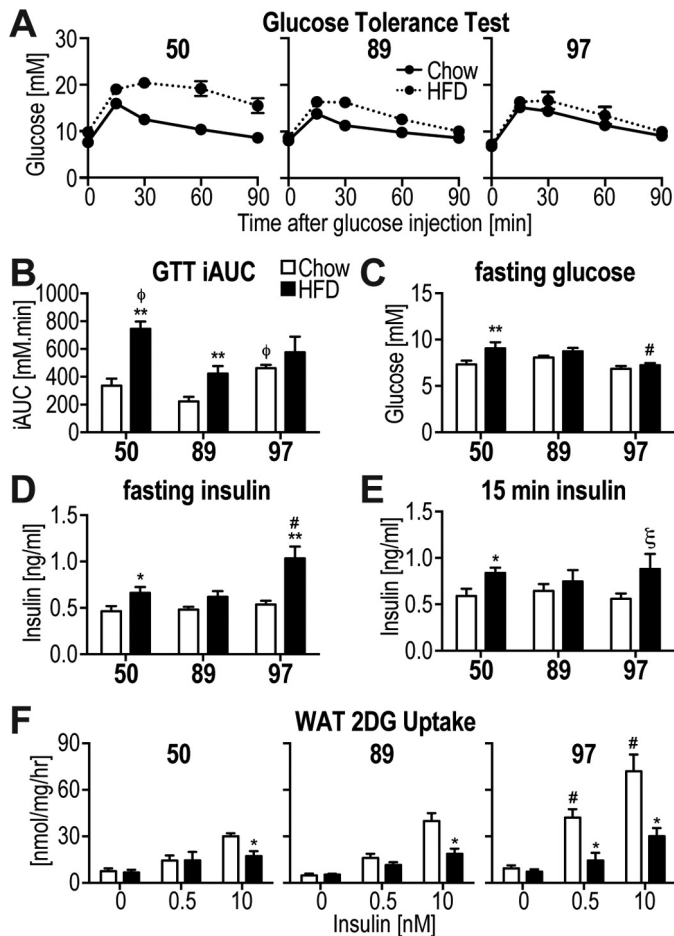 A Glucose Tolerance Test
50 89 97
Chow
HFD
Glucose [mM]
30
20
10
0
0 30 60 90 0 30 60 90 0 30 60 90
Time after glucose injection [min]
B GTT iAUC
Chow
HFD
iAUC [mM.min]
1000
800
600
400
200
0
ϕ
**
**
ϕ
50 89 97
C fasting glucose
Glucose [mM]
15
10
5
0
**
#
50 89 97
D fasting insulin
Insulin [ng/ml]
1.5
1.0
0.5
0.0
*
#
**
50 89 97
E 15 min insulin
Insulin [ng/ml]
1.5
1.0
0.5
0.0
*
ξ
50 89 97
F WAT 2DG Uptake
50 89 97
[nmol/mg/hr]
90
60
30
0
*
*
#
*
#
*
0 0.5 10 0 0.5 10 0 0.5 10
Insulin [nM]